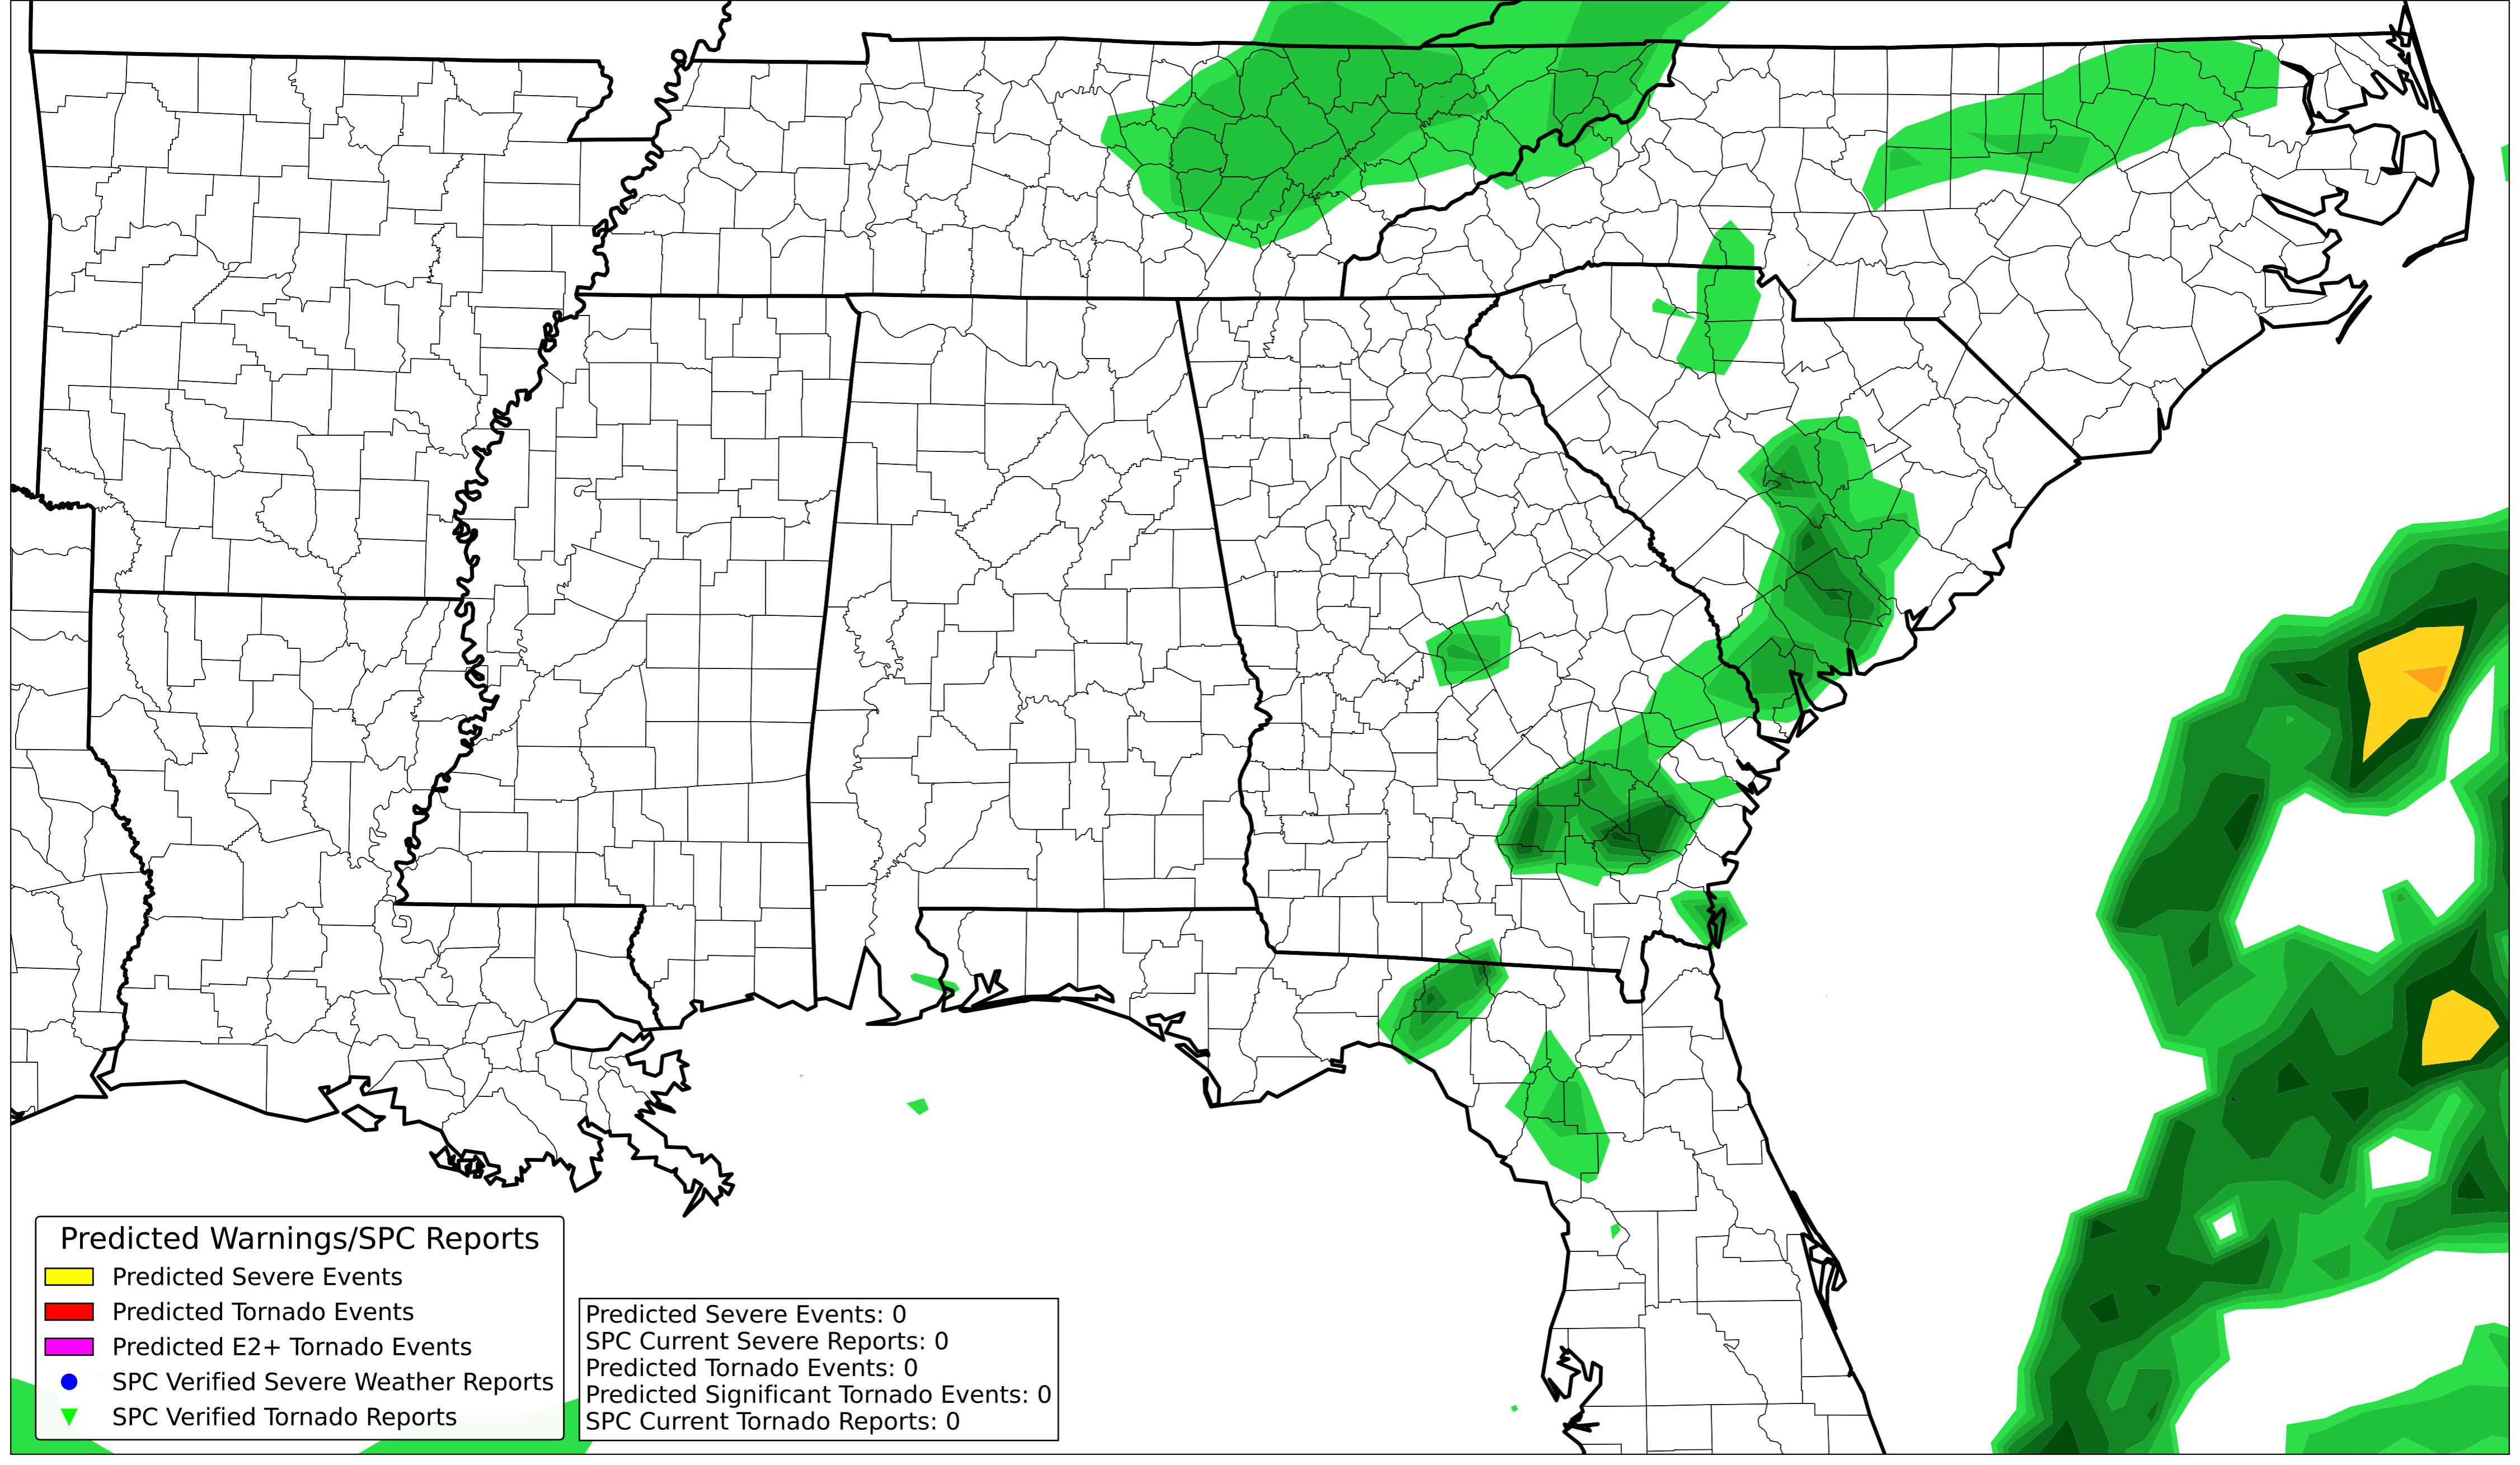 Predicted Warnings/SPC Reports
Predicted Severe Events
Predicted Tornado Events
Predicted E2+ Tornado Events
SPC Verified Severe Weather Reports
SPC Verified Tornado Reports
Predicted Severe Events: 0
SPC Current Severe Reports: 0
Predicted Tornado Events: 0
Predicted Significant Tornado Events: 0
SPC Current Tornado Reports: 0